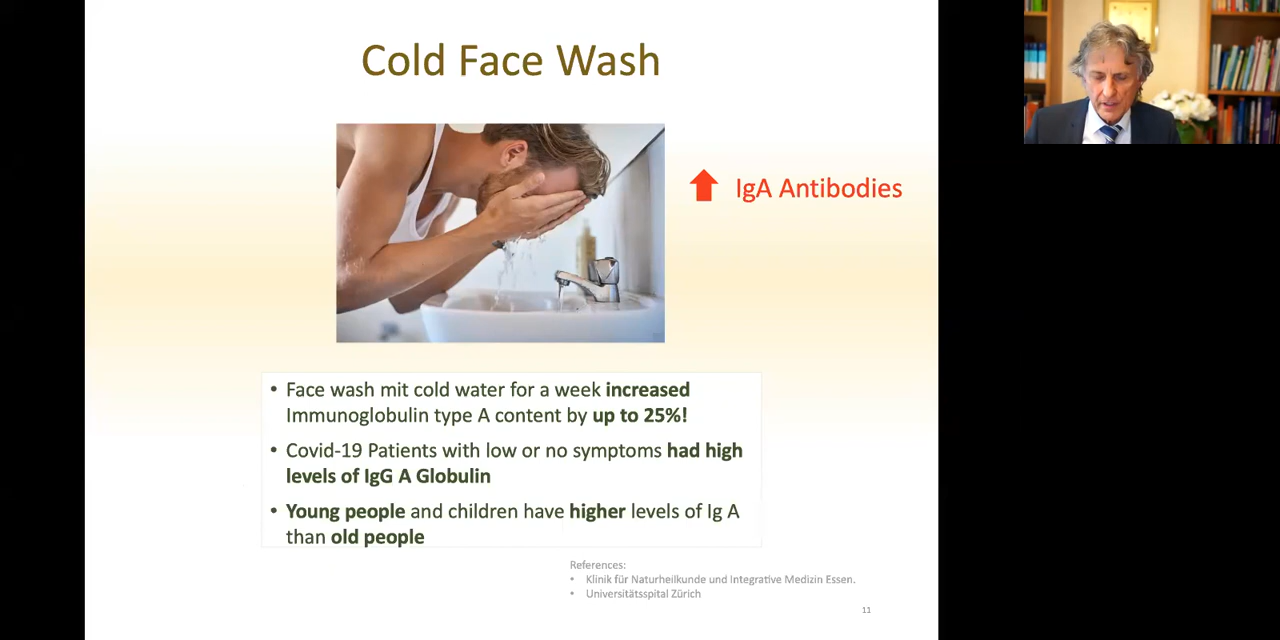 Cold Face Wash
IgA Antibodies
• Face wash mit cold water for a week increased
Immunoglobulin type A content by up to 25%!
• Covid-19 Patients with low or no symptoms had high
levels of IgG A Globulin
• Young people and children have higher levels of Ig A
than old people
References:
• Klinik für Naturheilkunde und Integrative Medizin Essen.
• Universitätsspital Zürich
11